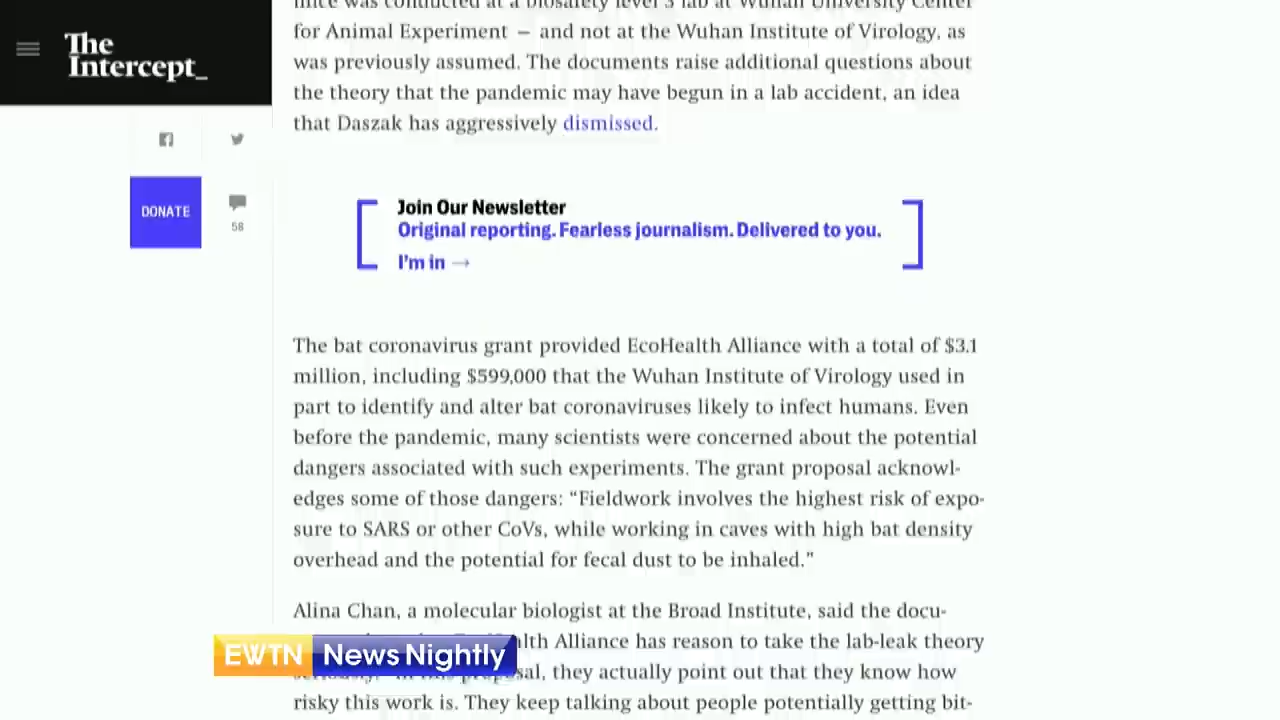 mice was conducted at a biosafety level 3 lab at Wuhan University Center
The
Intercept_
for Animal Experiment — and not at the Wuhan Institute of Virology, as
was previously assumed. The documents raise additional questions about
the theory that the pandemic may have begun in a lab accident, an idea
that Daszak has aggressively dismissed.
DONATE
58
Join Our Newsletter
Original reporting. Fearless journalism. Delivered to you.
I'm in →
The bat coronavirus grant provided EcoHealth Alliance with a total of $3.1
million, including $599,000 that the Wuhan Institute of Virology used in
part to identify and alter bat coronaviruses likely to infect humans. Even
before the pandemic, many scientists were concerned about the potential
dangers associated with such experiments. The grant proposal acknowl-
edges some of those dangers: “Fieldwork involves the highest risk of expo-
sure to SARS or other CoVs, while working in caves with high bat density
overhead and the potential for fecal dust to be inhaled.”
Alina Chan, a molecular biologist at the Broad Institute, said the docu-
Alliance has reason to take the lab-leak theory
they actually point out that they know how
risky this work is. They keep talking about people potentially getting bit-
EWTN News Nightly